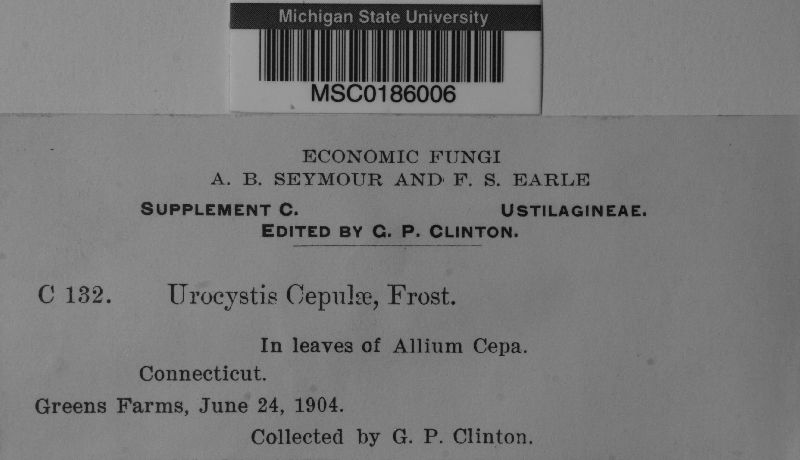 Michigan State University
MSC0186006
ECONOMIC FUNGI
A. B. SEYMOUR AND F. S. EARLE
SUPPLEMENT C. USTILAGINEAE.
EDITED BY G. P. CLINTON.
C 132. Urocystis Cepulæ, Frost.
In leaves of Allium Cepa.
Connecticut.
Greens Farms, June 24, 1904.
Collected by G. P. Clinton.